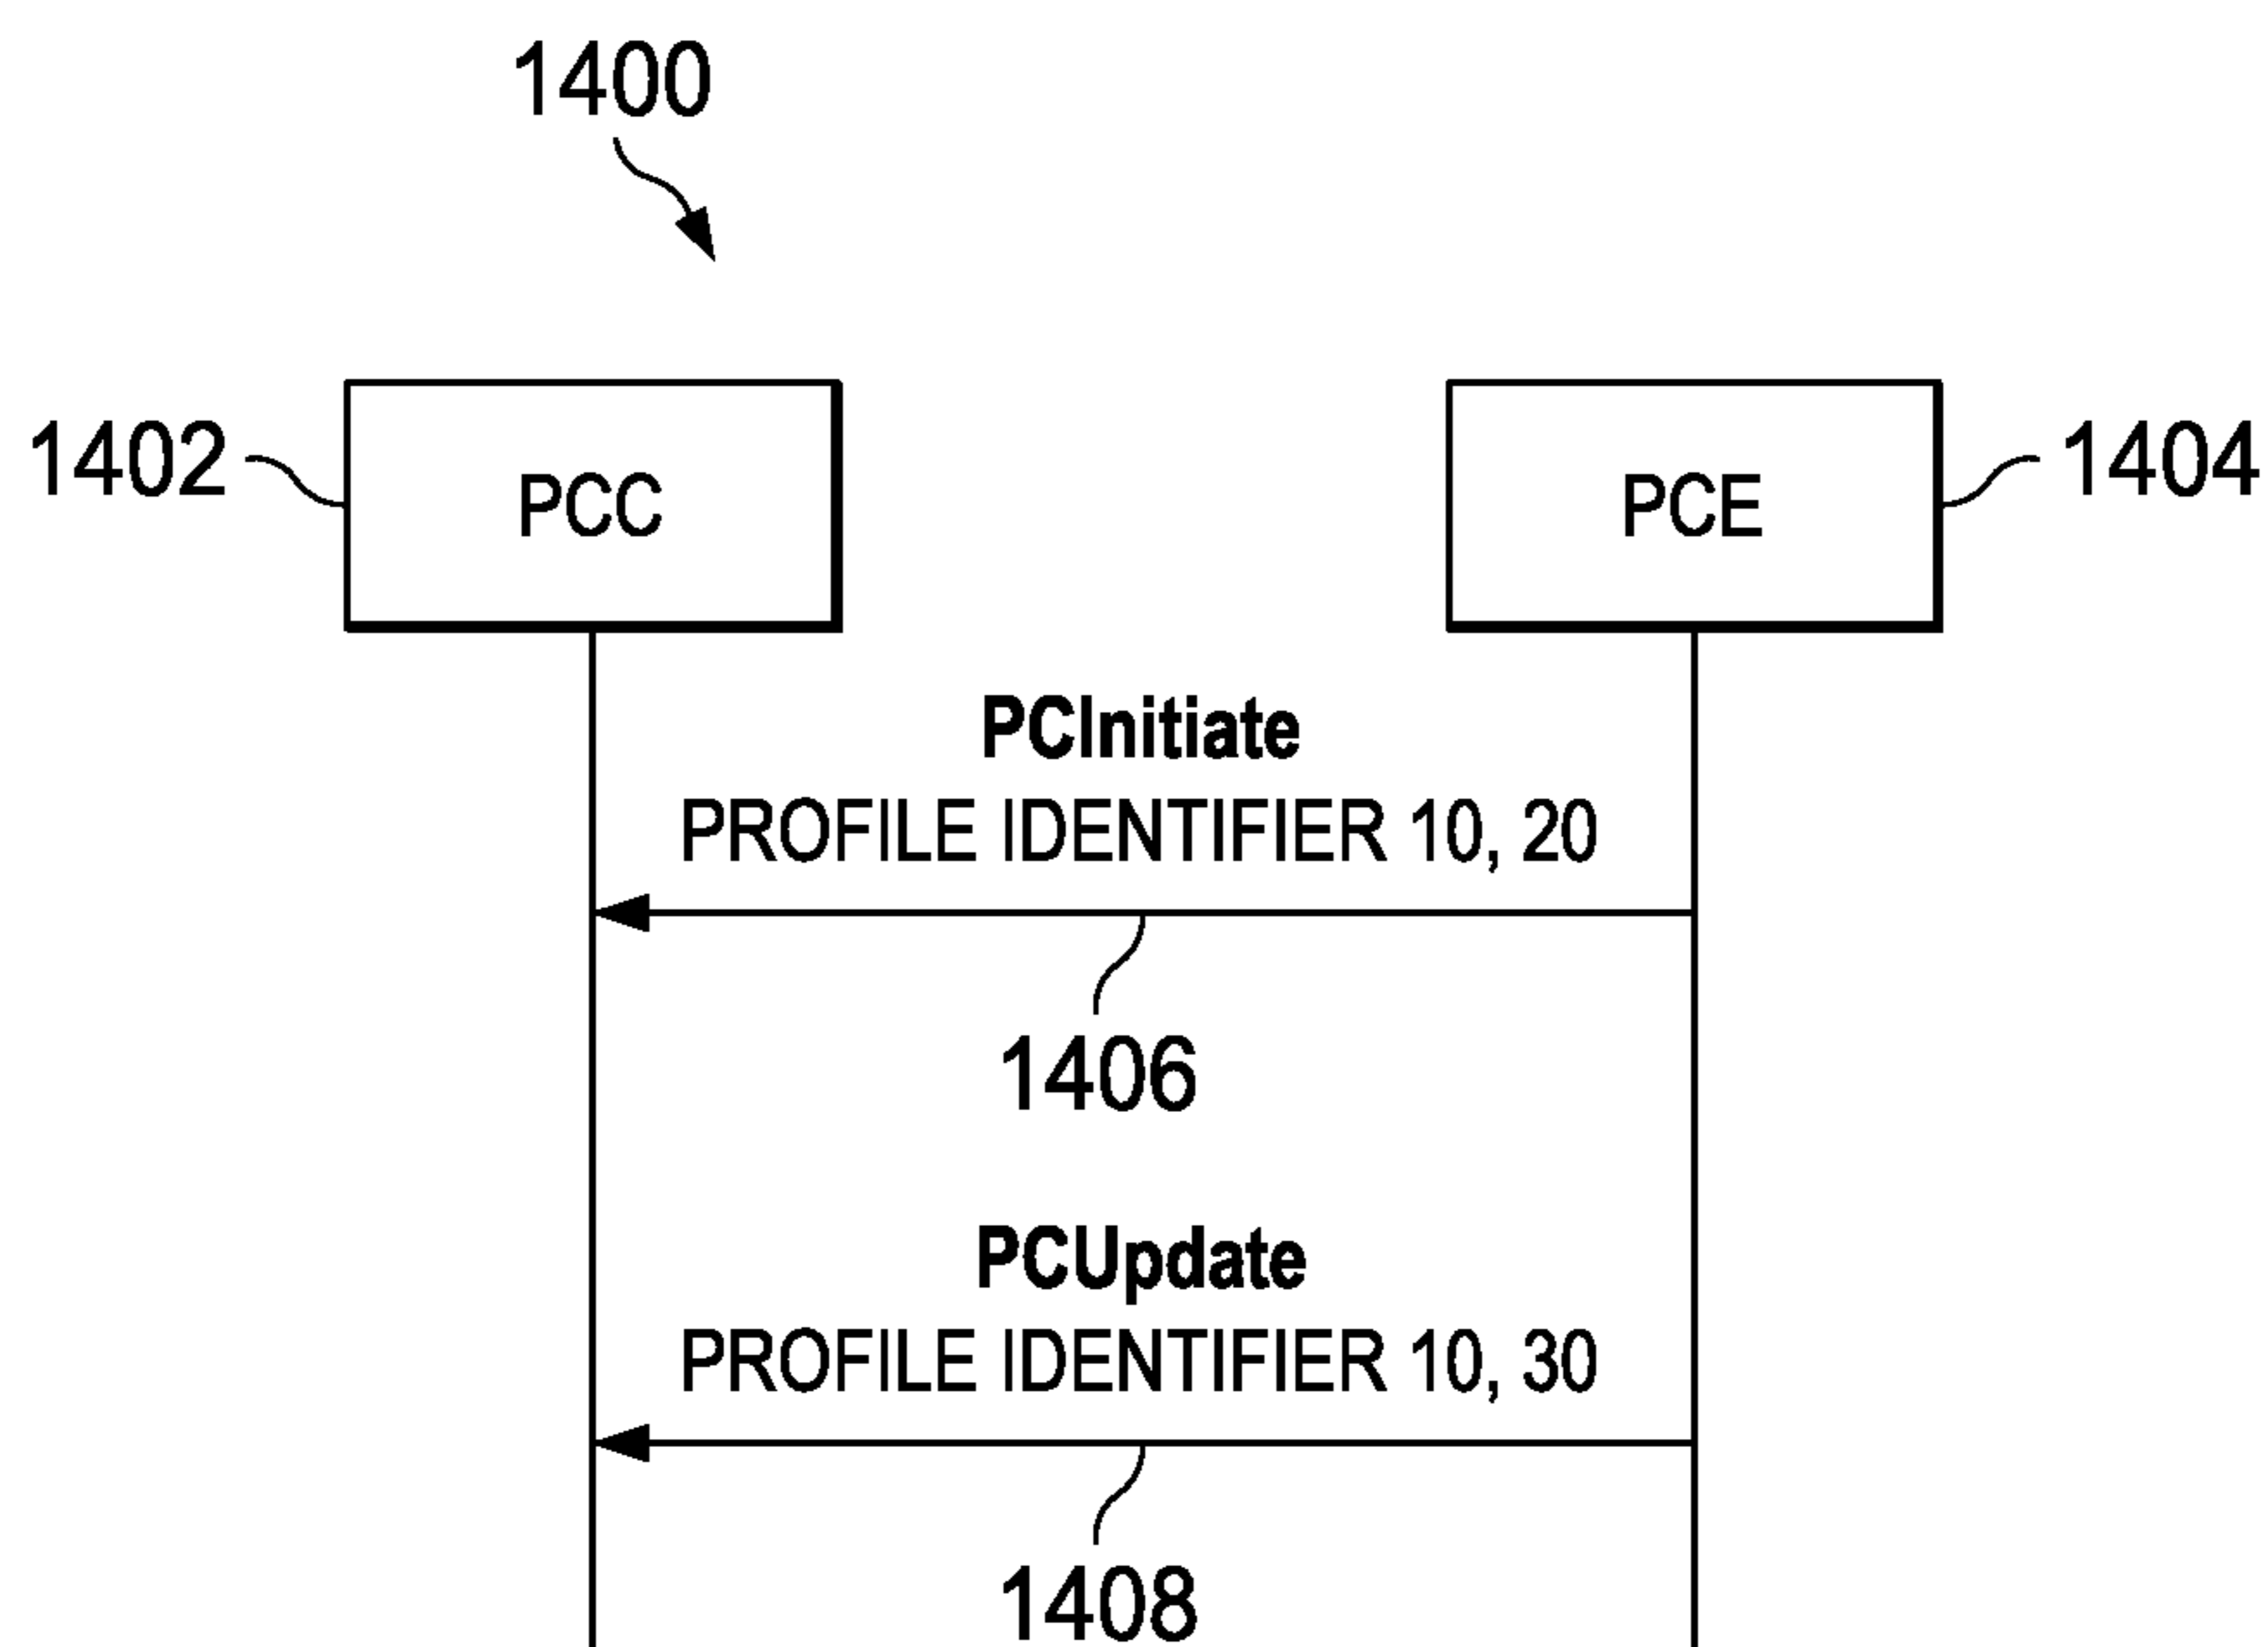 1400
1402
PCC
PCE
1404
PCInitiate
PROFILE IDENTIFIER 10, 20
1406
PCUpdate
PROFILE IDENTIFIER 10, 30
1408